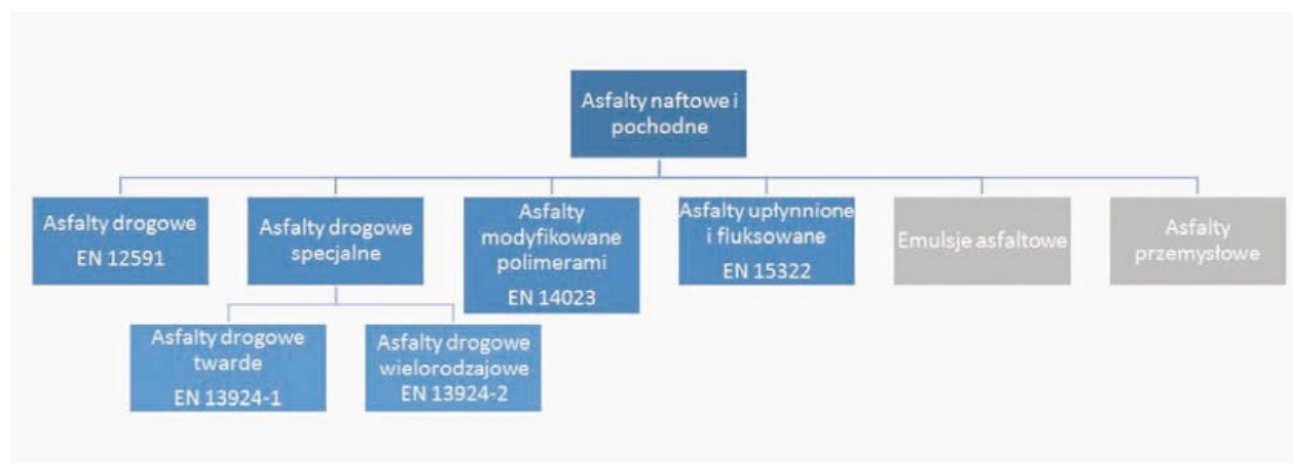 Asfalty naftowe i
pochodne
Asfalty drogowe
EN 12591
Asfalty drogowe
specjalne
Asfalty
modyfikowane
polimerami
EN 14023
Asfalty upłynnione
i fluksowane
EN 15322
Emulsje asfaltowe
Asfalty
przemysłowe
Asfalty drogowe
twarde
EN 13924-1
Asfalty drogowe
wielorodzajowe
EN 13924-2